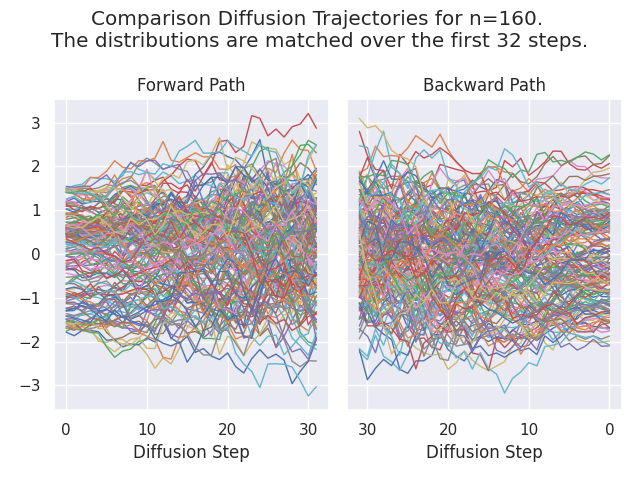 Comparison Diffusion Trajectories for n=160.
The distributions are matched over the first 32 steps.
Forward Path
Backward Path
3
2
1
0
−1
−2
−3
0 10 20 30
30 20 10 0
Diffusion Step
Diffusion Step